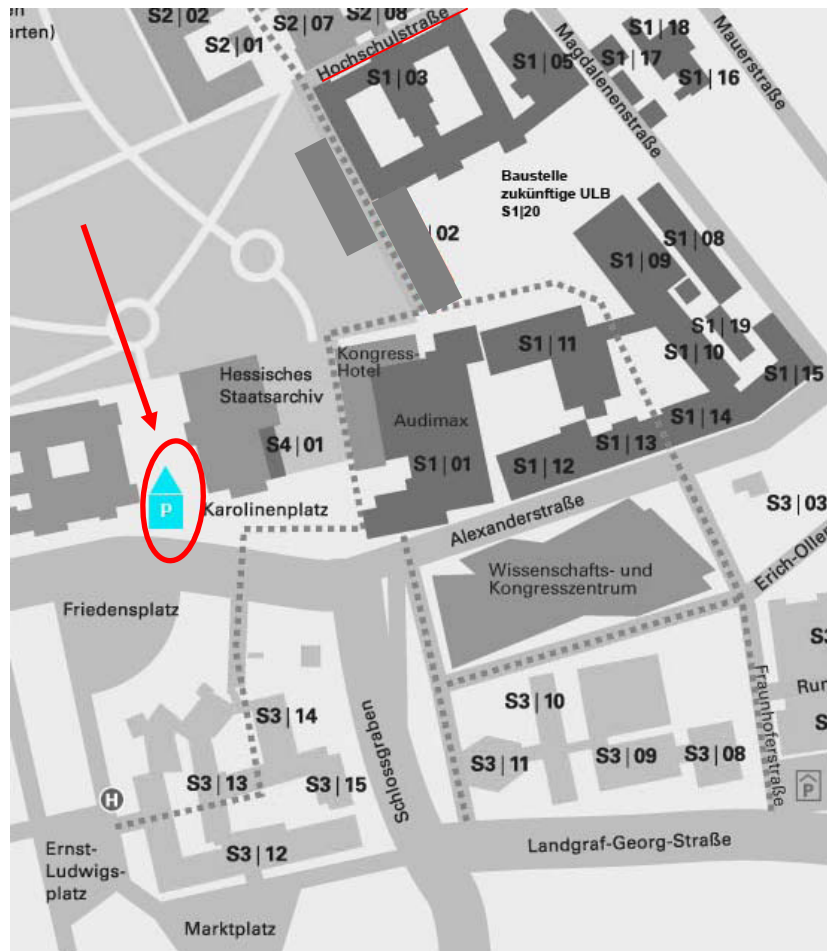 S2|02
S2|08
S2|07
arten)
S2|01
Hochschulstraße
S1|03
S1|05
S1|18
S1|17
S1|16
Magdalenenstraße
Mauerstraße
Baustelle
zukünftige ULB
S1|20
|02
S1|08
S1|09
S1|19
S1|10
S1|15
S1|11
Kongress-
Hotel
Hessisches
Staatsarchiv
Audimax
S4|01
S1|01
S1|14
S1|13
S1|12
P
Karolinenplatz
S3|03
Alexanderstraße
Erich-Oller
Wissenschafts- und
Kongresszentrum
Friedensplatz
S3
S3|10
Run
S
S3|14
Fraunhoferstraße
S3|11
S3|09
S3|08
S3|13
S3|15
Schlossgraben
P
H
Ernst-
Ludwigs-
platz
S3|12
Landgraf-Georg-Straße
Marktplatz